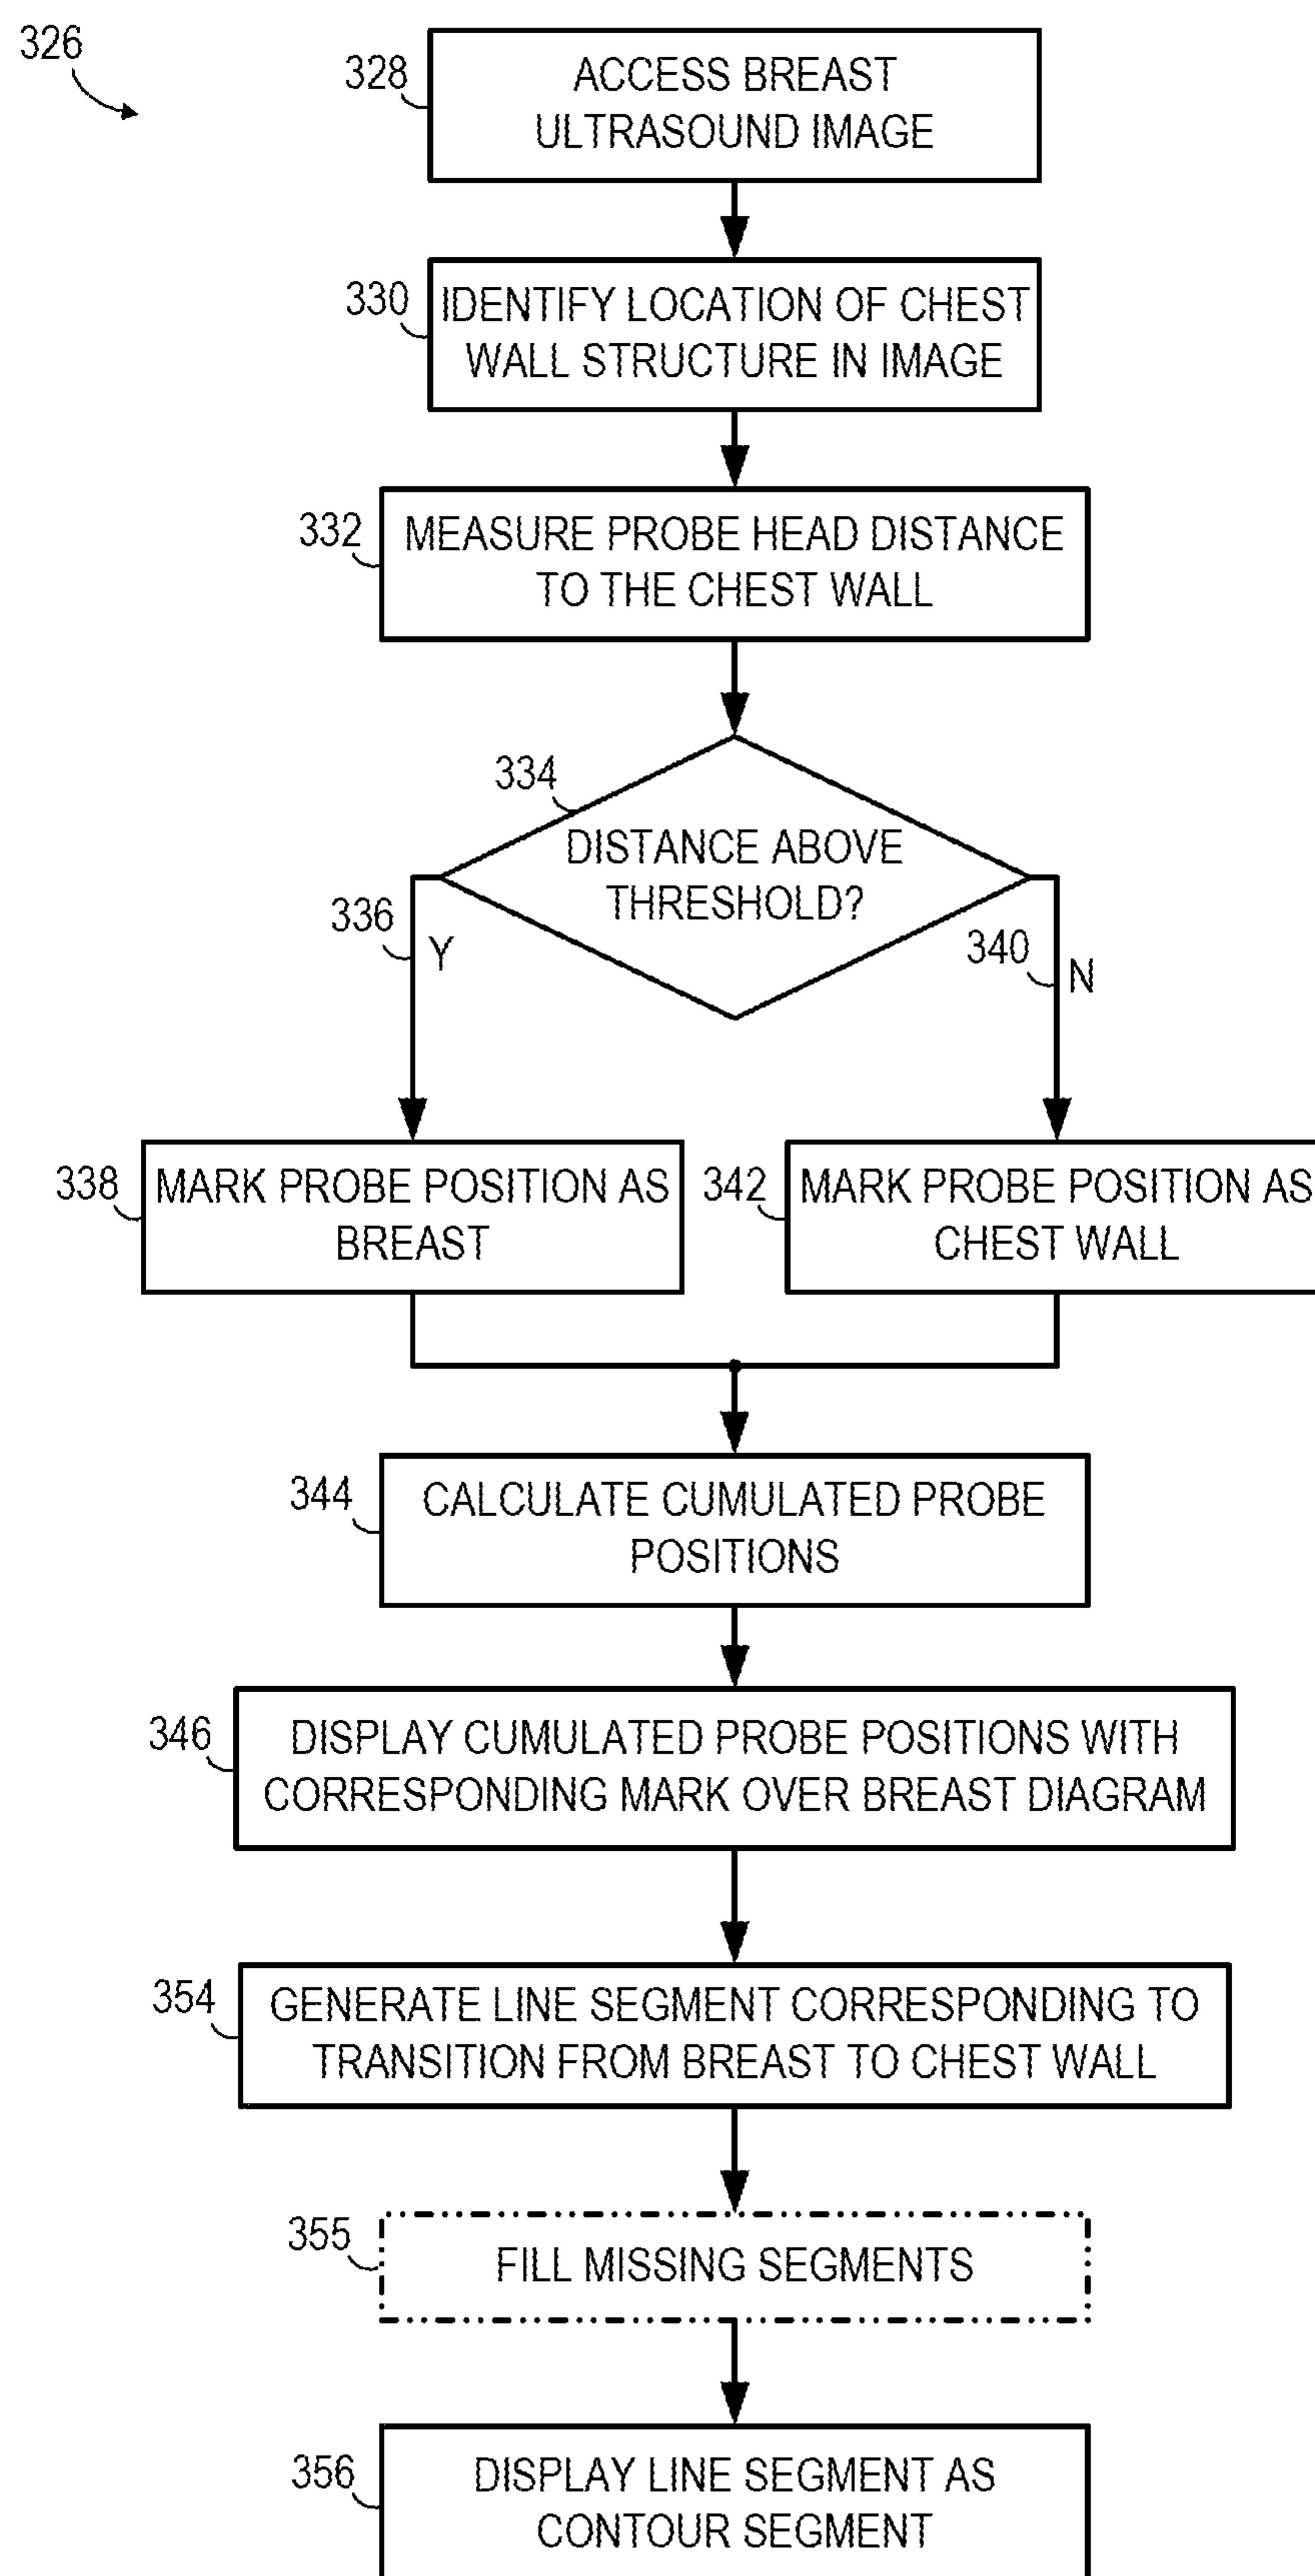 326
328
ACCESS BREAST
ULTRASOUND IMAGE
330
IDENTIFY LOCATION OF CHEST
WALL STRUCTURE IN IMAGE
332
MEASURE PROBE HEAD DISTANCE
TO THE CHEST WALL
334
DISTANCE ABOVE
THRESHOLD?
336
Y
340
N
338
MARK PROBE POSITION AS
BREAST
342
MARK PROBE POSITION AS
CHEST WALL
344
CALCULATE CUMULATED PROBE
POSITIONS
346
DISPLAY CUMULATED PROBE POSITIONS WITH
CORRESPONDING MARK OVER BREAST DIAGRAM
354
GENERATE LINE SEGMENT CORRESPONDING TO
TRANSITION FROM BREAST TO CHEST WALL
355
FILL MISSING SEGMENTS
356
DISPLAY LINE SEGMENT AS
CONTOUR SEGMENT